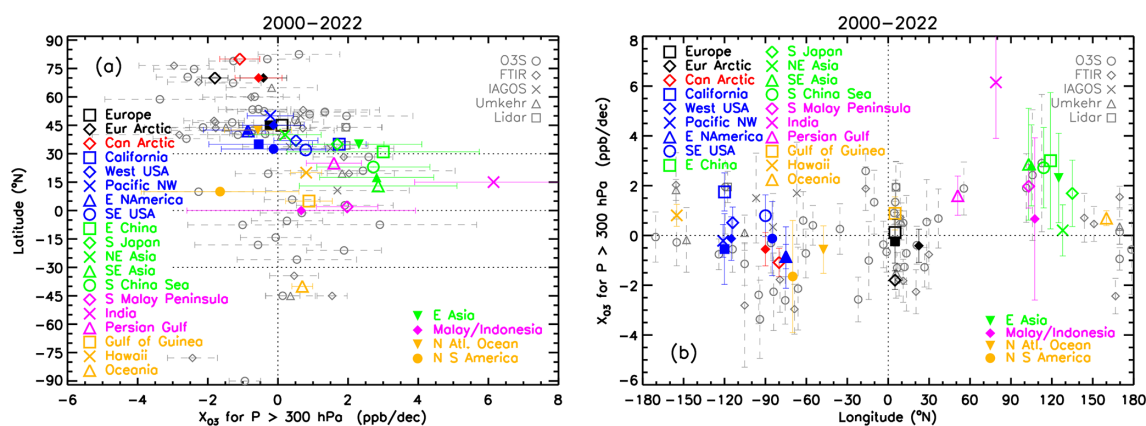 2000-2022
(a)
O3S
FTIR
IAGOS
Umkehr
Lidar
Europe
Eur Arctic
Can Arctic
California
West USA
Pacific NW
E NAmerica
SE USA
E China
S Japan
NE Asia
SE Asia
S China Sea
S Malay Peninsula
India
Persian Gulf
Gulf of Guinea
Hawaii
Oceania
E Asia
Malay/Indonesia
N Atl. Ocean
N S America
90
75
60
45
30
15
0
-15
-30
-45
-60
-75
-90
Latitude (°N)
-6 -4 -2 0 2 4 6 8
X03 for P > 300 hPa (ppb/dec)
2000-2022
Europe
Eur Arctic
Can Arctic
California
West USA
Pacific NW
E NAmerica
SE USA
E China
S Japan
NE Asia
SE Asia
S China Sea
S Malay Peninsula
India
Persian Gulf
Gulf of Guinea
Hawaii
Oceania
O3S
FTIR
IAGOS
Umkehr
Lidar
(b)
E Asia
Malay/Indonesia
N Atl. Ocean
N S America
8
6
4
2
0
-2
-4
-6
X03 for P > 300 hPa (ppb/dec)
-180 -150 -120 -90 -60 -30 0 30 60 90 120 150 180
Longitude (°N)